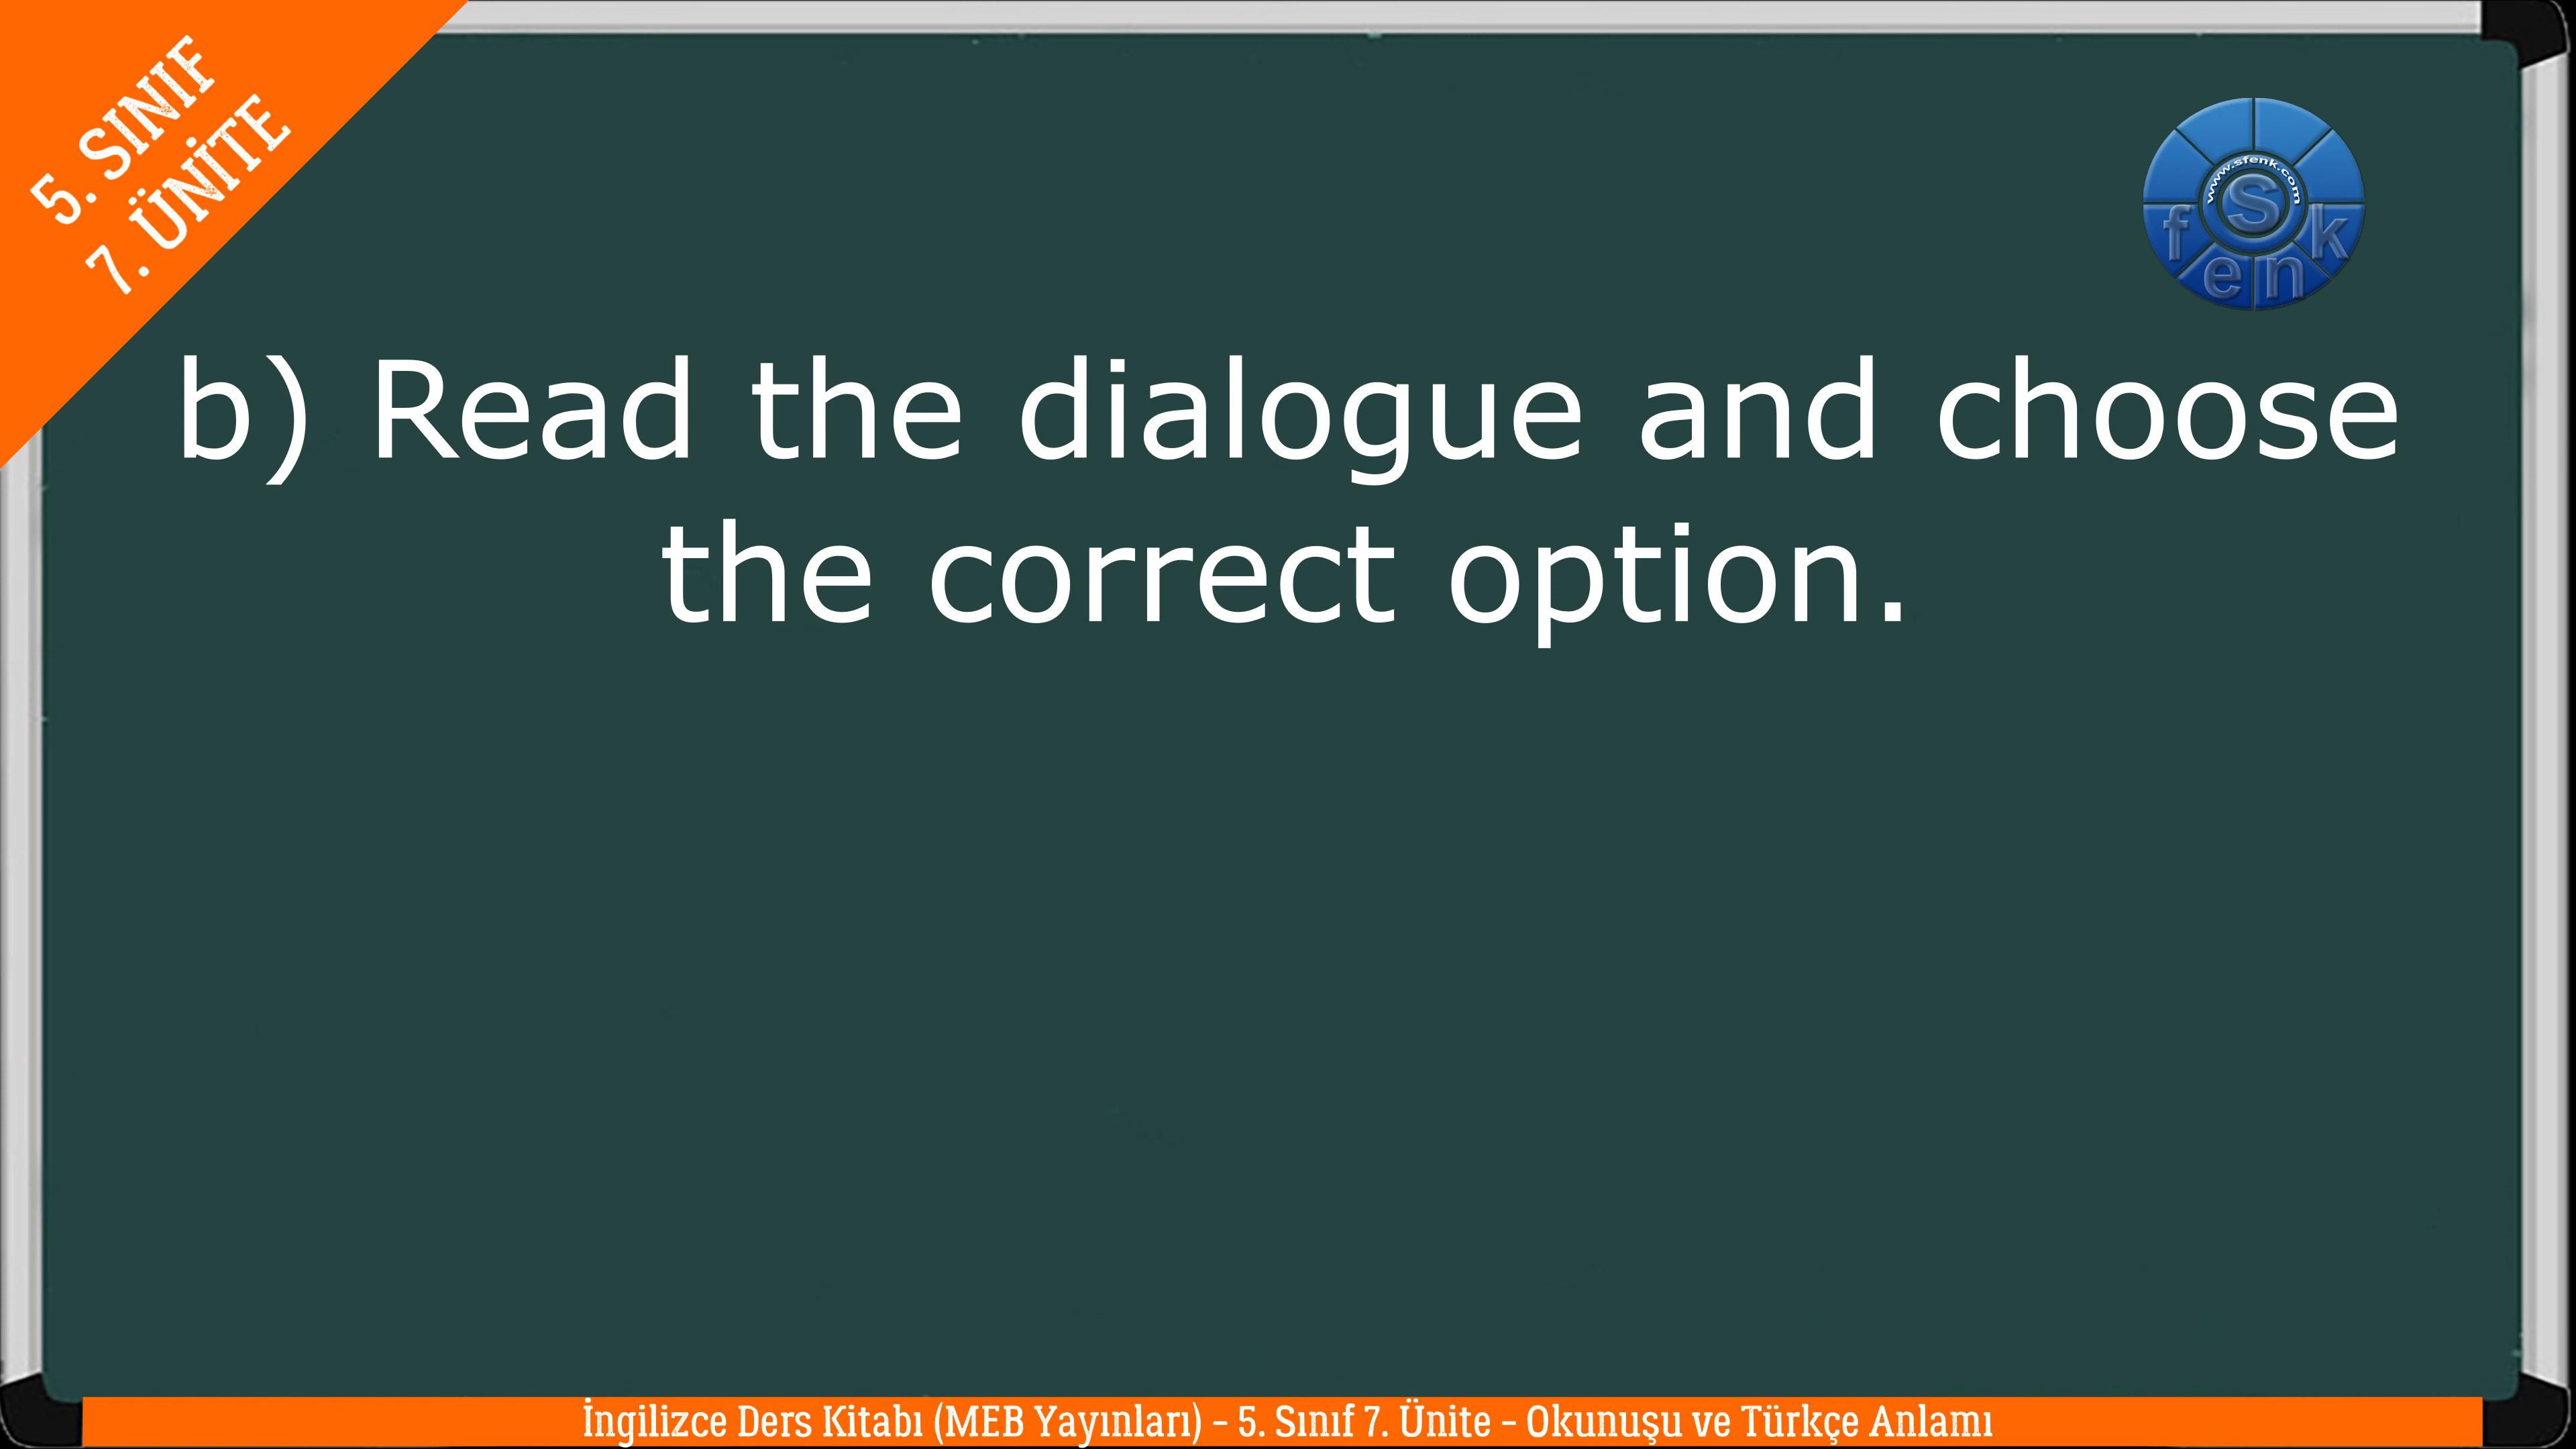 5. SINIF
7. ÜNİTE
www.sfenk.com
S
f e n k
b) Read the dialogue and choose
the correct option.
İngilizce Ders Kitabı (MEB Yayınları) – 5. Sınıf 7. Ünite – Okunuşu ve Türkçe Anlamı